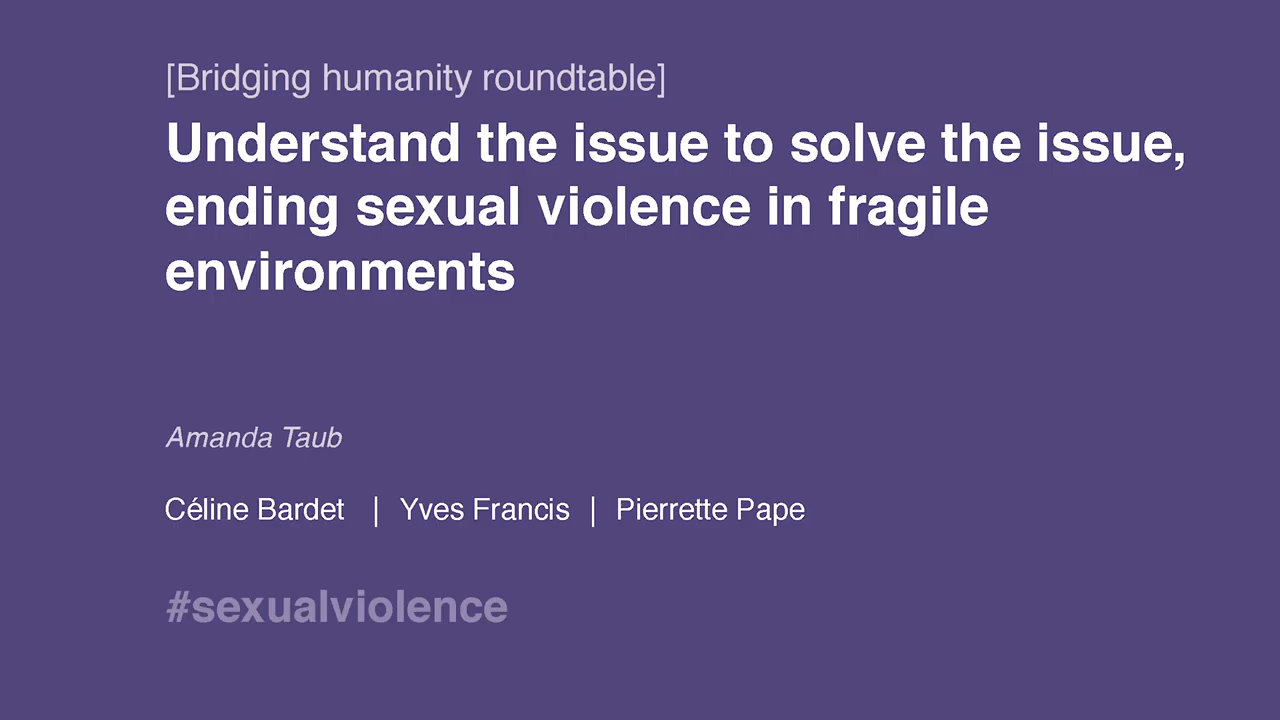 [Bridging humanity roundtable]
Understand the issue to solve the issue,
ending sexual violence in fragile
environments
Amanda Taub
Céline Bardet | Yves Francis | Pierrette Pape
#sexualviolence